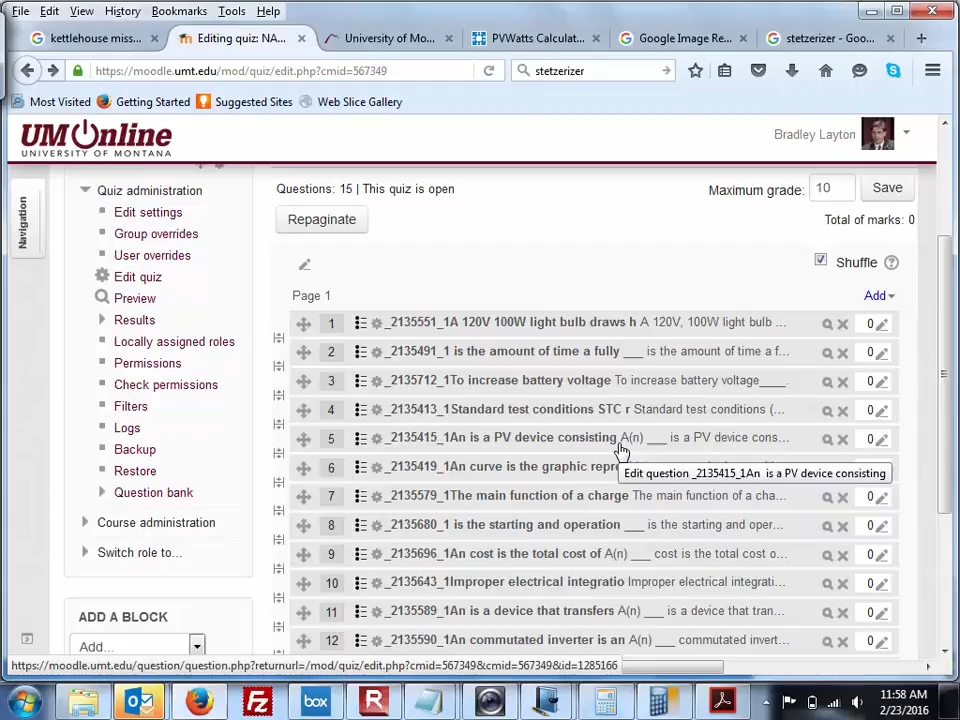 File Edit View History Bookmarks Tools Help
kettlehouse miss... × Editing quiz: NA... × University of Mo... × PVWatts Calculat... × Google Image Re... × stetzerizer - Goo... × +
https://moodle.umt.edu/mod/quiz/edit.php?cmid=567349 stetzerizer
Most Visited Getting Started Suggested Sites Web Slice Gallery
UMOnline
UNIVERSITY OF MONTANA
Bradley Layton
Navigation
Quiz administration
Edit settings
Group overrides
User overrides
Edit quiz
Preview
Results
Locally assigned roles
Permissions
Check permissions
Filters
Logs
Backup
Restore
Question bank
Course administration
Switch role to...
ADD A BLOCK
Add...
Questions: 15 | This quiz is open
Maximum grade: 10 Save
Repaginate
Total of marks: 0
Shuffle ?
Page 1
Add
1 _2135551_1A 120V 100W light bulb draws h A 120V, 100W light bulb ... 0
2 _2135491_1 is the amount of time a fully ___ is the amount of time a f... 0
3 _2135712_1To increase battery voltage To increase battery voltage____. 0
4 _2135413_1Standard test conditions STC r Standard test conditions (... 0
5 _2135415_1An is a PV device consisting A(n) ___ is a PV device cons... 0
6 _2135419_1An curve is the graphic repr 0
Edit question _2135415_1An is a PV device consisting
7 _2135579_1The main function of a charge The main function of a cha... 0
8 _2135680_1 is the starting and operation ___ is the starting and oper... 0
9 _2135696_1An cost is the total cost of A(n) ___ cost is the total cost o... 0
10 _2135643_1Improper electrical integratio Improper electrical integrati... 0
11 _2135589_1An is a device that transfers A(n) ___ is a device that tran... 0
12 _2135590_1An commutated inverter is an A(n) ___ commutated invert... 0
https://moodle.umt.edu/question/question.php?returnurl=/mod/quiz/edit.php?cmid=567349&cmid=567349&id=1285166
box
11:58 AM
2/23/2016